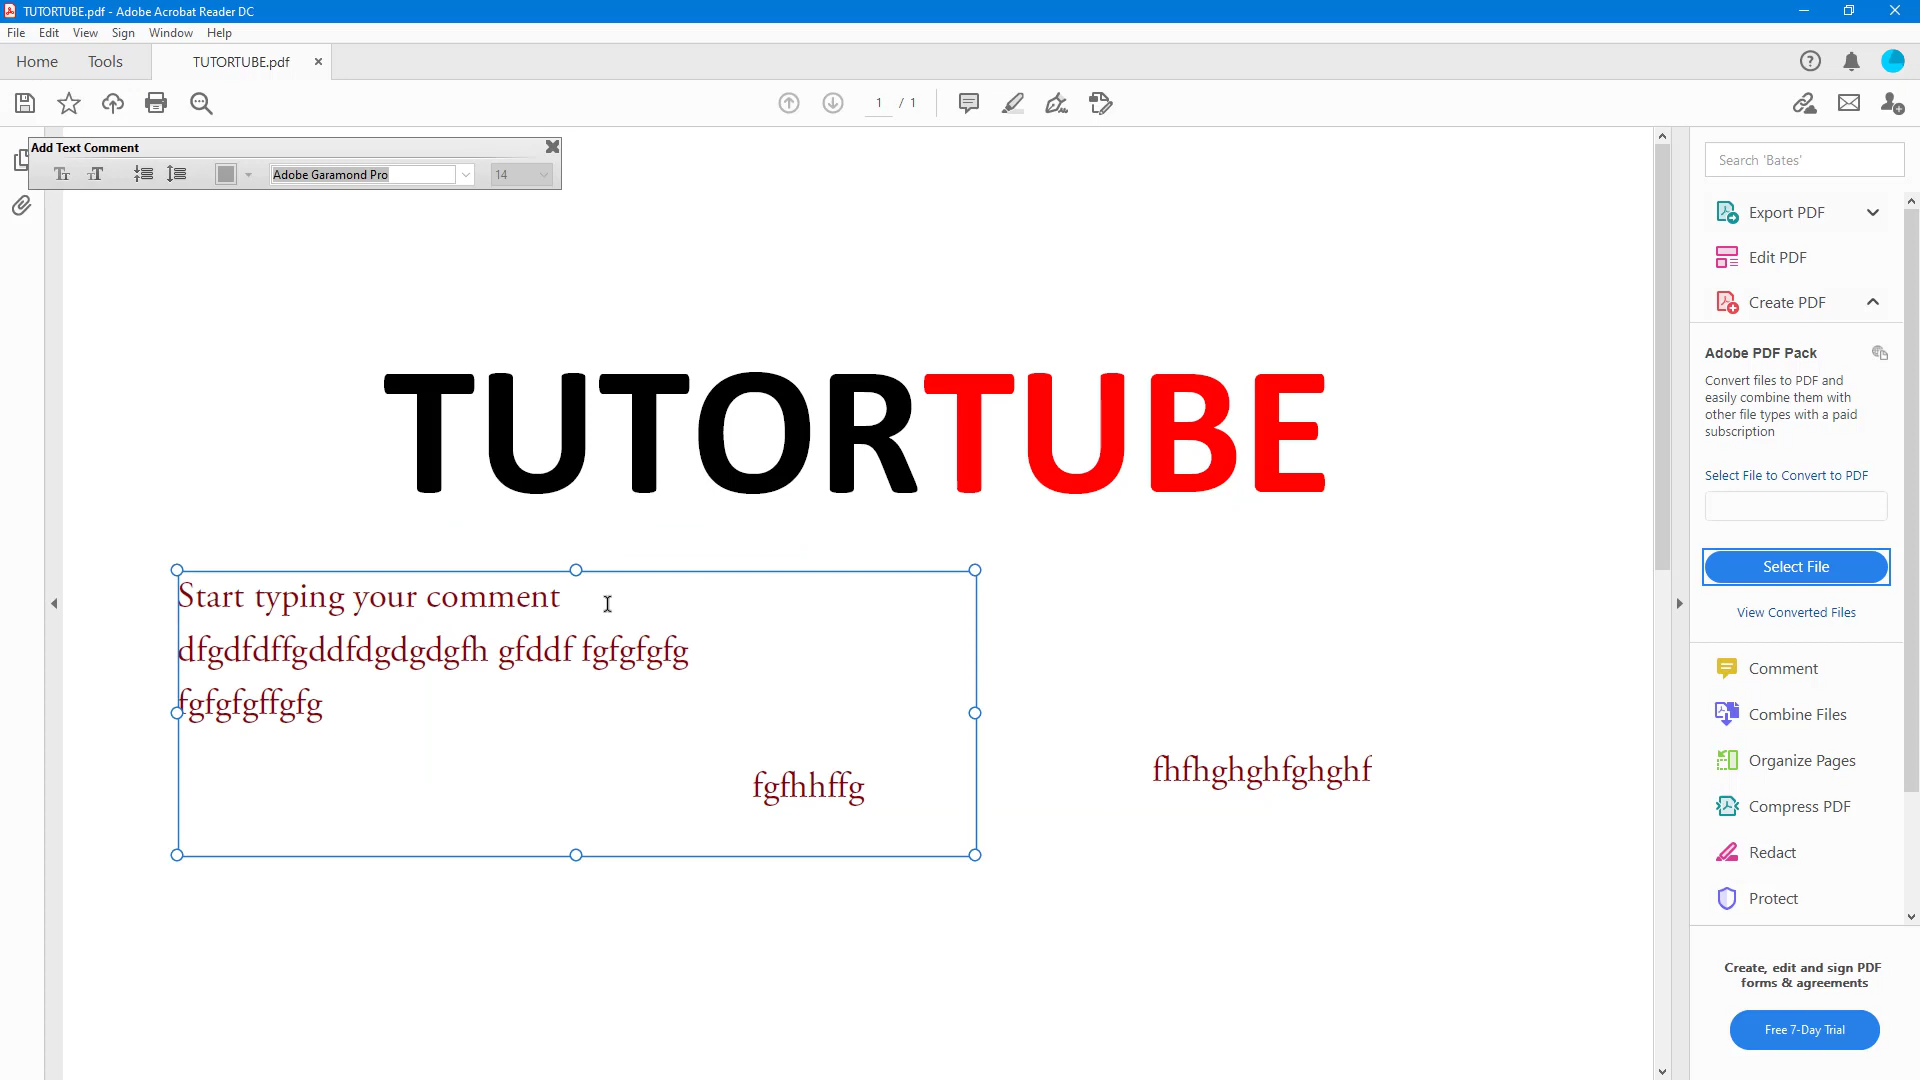 TUTORTUBE.pdf - Adobe Acrobat Reader DC
File Edit View Sign Window Help
Home Tools TUTORTUBE.pdf
1 / 1
Add Text Comment
Adobe Garamond Pro 14
TUTORTUBE
Start typing your comment
dfgdfdffgddfdgdgdgfh gfddf fgfgfgfg
fgfgfgffgfg
fgfhhffg
fhfhghghfghghf
Search 'Bates'
Export PDF
Edit PDF
Create PDF
Adobe PDF Pack
Convert files to PDF and
easily combine them with
other file types with a paid
subscription
Select File to Convert to PDF
Select File
View Converted Files
Comment
Combine Files
Organize Pages
Compress PDF
Redact
Protect
Create, edit and sign PDF
forms & agreements
Free 7-Day Trial